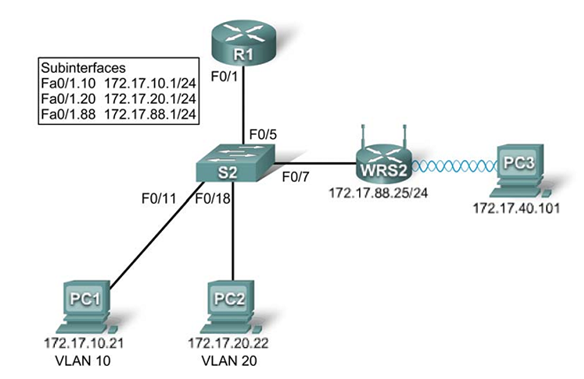 R1
F0/1
Subinterfaces
Fa0/1.10 172.17.10.1/24
Fa0/1.20 172.17.20.1/24
Fa0/1.88 172.17.88.1/24
F0/5
S2
F0/7
WRS2
172.17.88.25/24
PC3
172.17.40.101
F0/11
F0/18
PC1
172.17.10.21
VLAN 10
PC2
172.17.20.22
VLAN 20